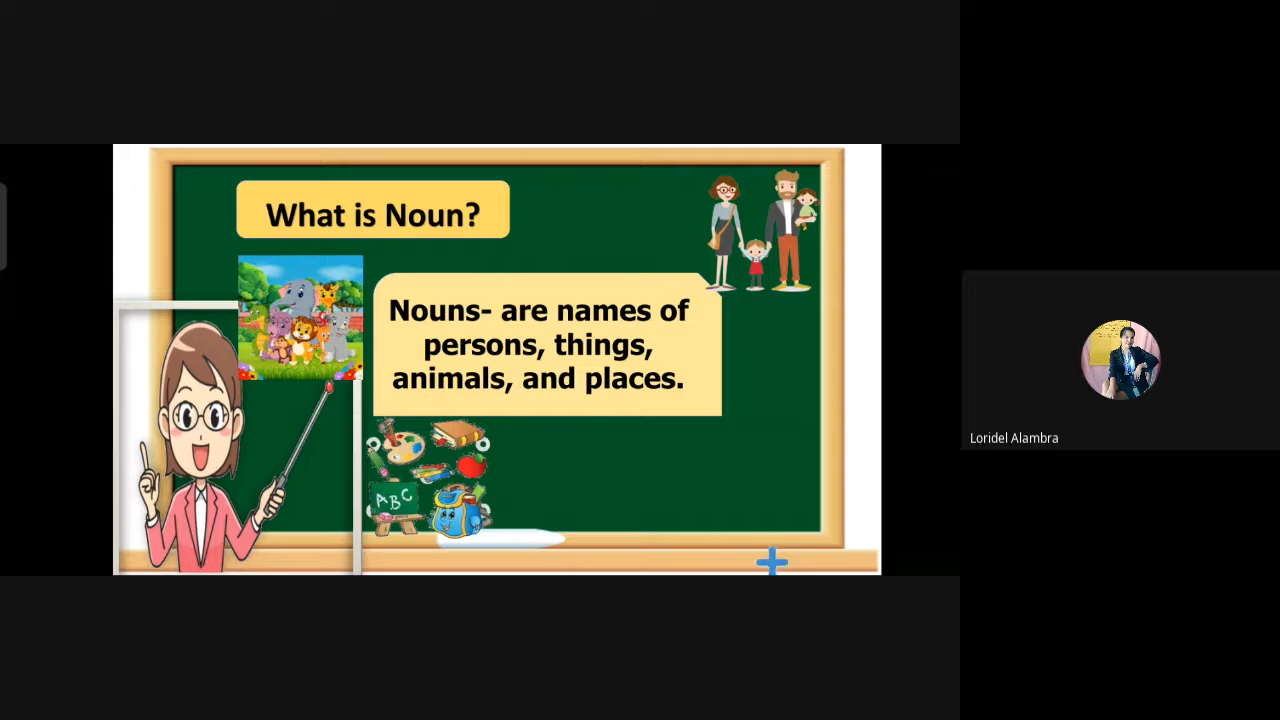 What is Noun?
Nouns- are names of
persons, things,
animals, and places.
ABC
Loridel Alambra